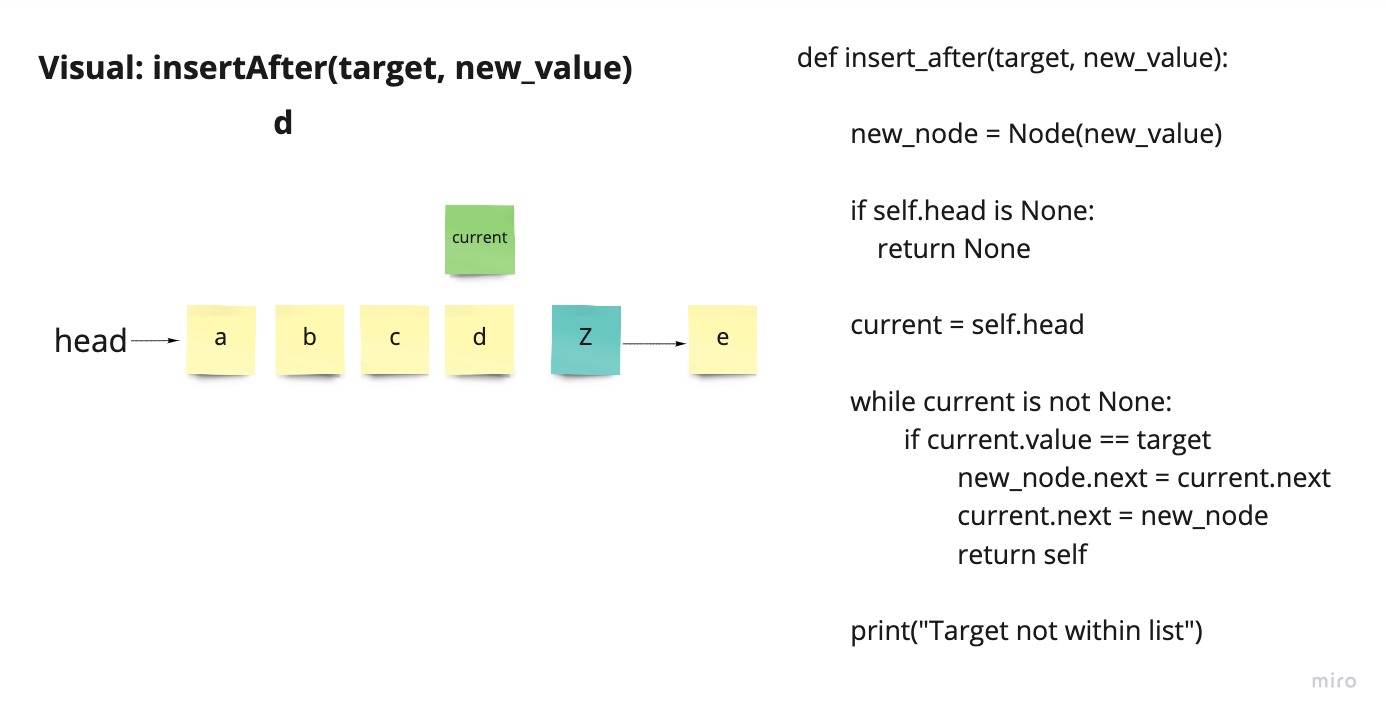 Visual: insertAfter(target, new_value)
d
current
head
a
b
c
d
Z
e
def insert_after(target, new_value):
new_node = Node(new_value)
if self.head is None:
return None
current = self.head
while current is not None:
if current.value == target
new_node.next = current.next
current.next = new_node
return self
print("Target not within list")
miro